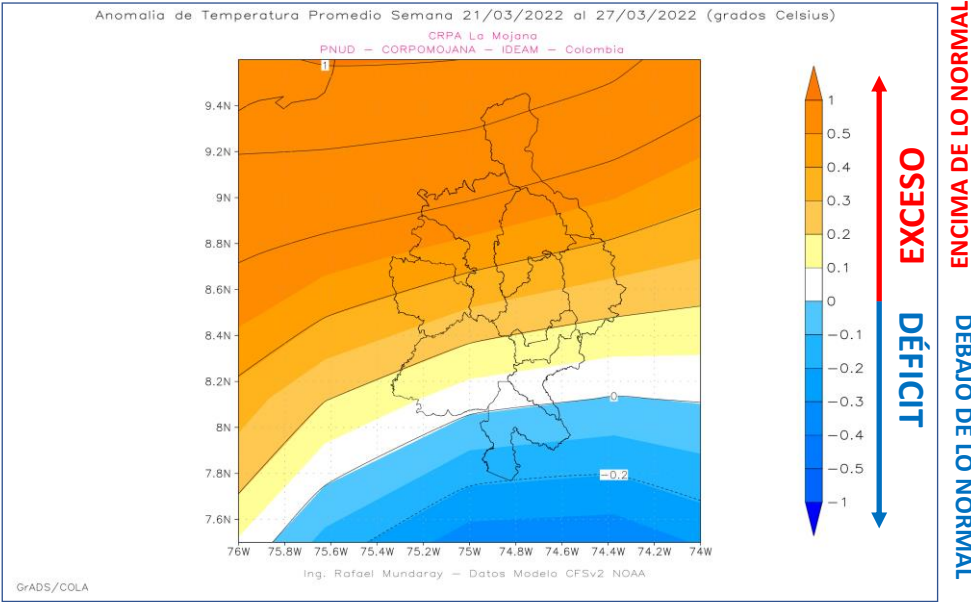 Anomalia de Temperatura Promedio Semana 21/03/2022 al 27/03/2022 (grados Celsius)
CRPA La Mojana
PNUD – CORPOMOJANA – IDEAM – Colombia
1
9.4N
9.2N
9N
8.8N
8.6N
8.4N
8.2N
8N
7.8N
7.6N
0
-0.2
76W 75.8W 75.6W 75.4W 75.2W 75W 74.8W 74.6W 74.4W 74.2W 74W
Ing. Rafael Mundaray – Datos Modelo CFSv2 NOAA
GrADS/COLA
1
0.5
0.4
0.3
0.2
0.1
0
-0.1
-0.2
-0.3
-0.4
-0.5
-1
EXCESO
DÉFICIT
ENCIMA DE LO NORMAL
DEBAJO DE LO NORMAL